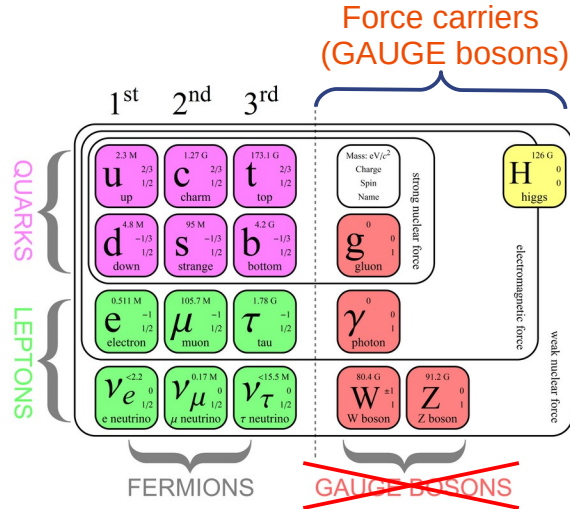 Force carriers
(GAUGE bosons)
1st 2nd 3rd
QUARKS
2.3 M
2/3
u
1/2
up
1.27 G
2/3
c
1/2
charm
173.1 G
2/3
t
1/2
top
Mass: eV/c²
Charge
Spin
Name
strong nuclear force
126 G
0
H
0
higgs
4.8 M
-1/3
d
1/2
down
95 M
-1/3
s
1/2
strange
4.2 G
-1/3
b
1/2
bottom
0
0
g
1
gluon
electromagnetic force
LEPTONS
0.511 M
-1
e
1/2
electron
105.7 M
-1
μ
1/2
muon
1.78 G
-1
τ
1/2
tau
0
0
γ
1
photon
weak nuclear force
<2.2
0
νe
1/2
e neutrino
0.17 M
0
νμ
1/2
μ neutrino
<15.5 M
0
ντ
1/2
τ neutrino
80.4 G
±1
W
1
W boson
91.2 G
0
Z
1
Z boson
FERMIONS
GAUGE BOSONS